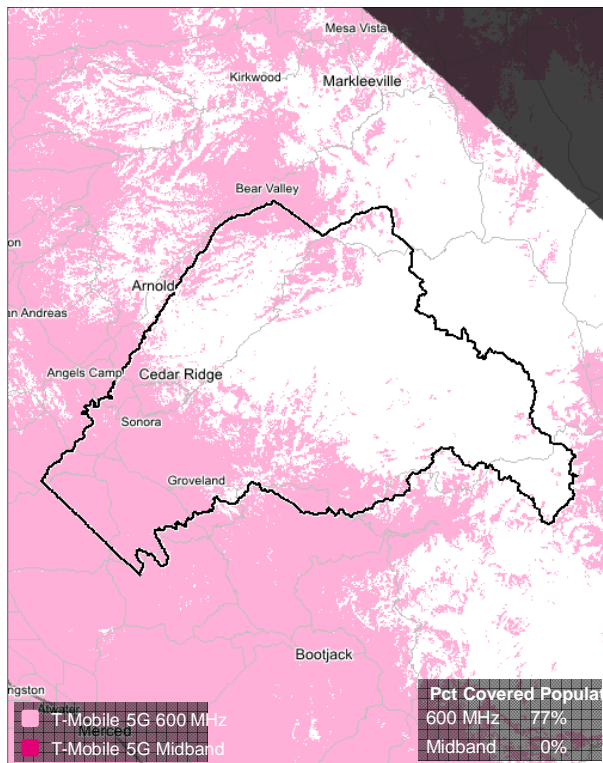 Mesa Vista
Kirkwood
Markleeville
Bear Valley
on
Arnold
an Andreas
Angels Camp
Cedar Ridge
Sonora
Groveland
Bootjack
ngston
Atwater
Merced
T-Mobile 5G 600 MHz
T-Mobile 5G Midband
Pct Covered Populat
600 MHz 77%
Midband 0%